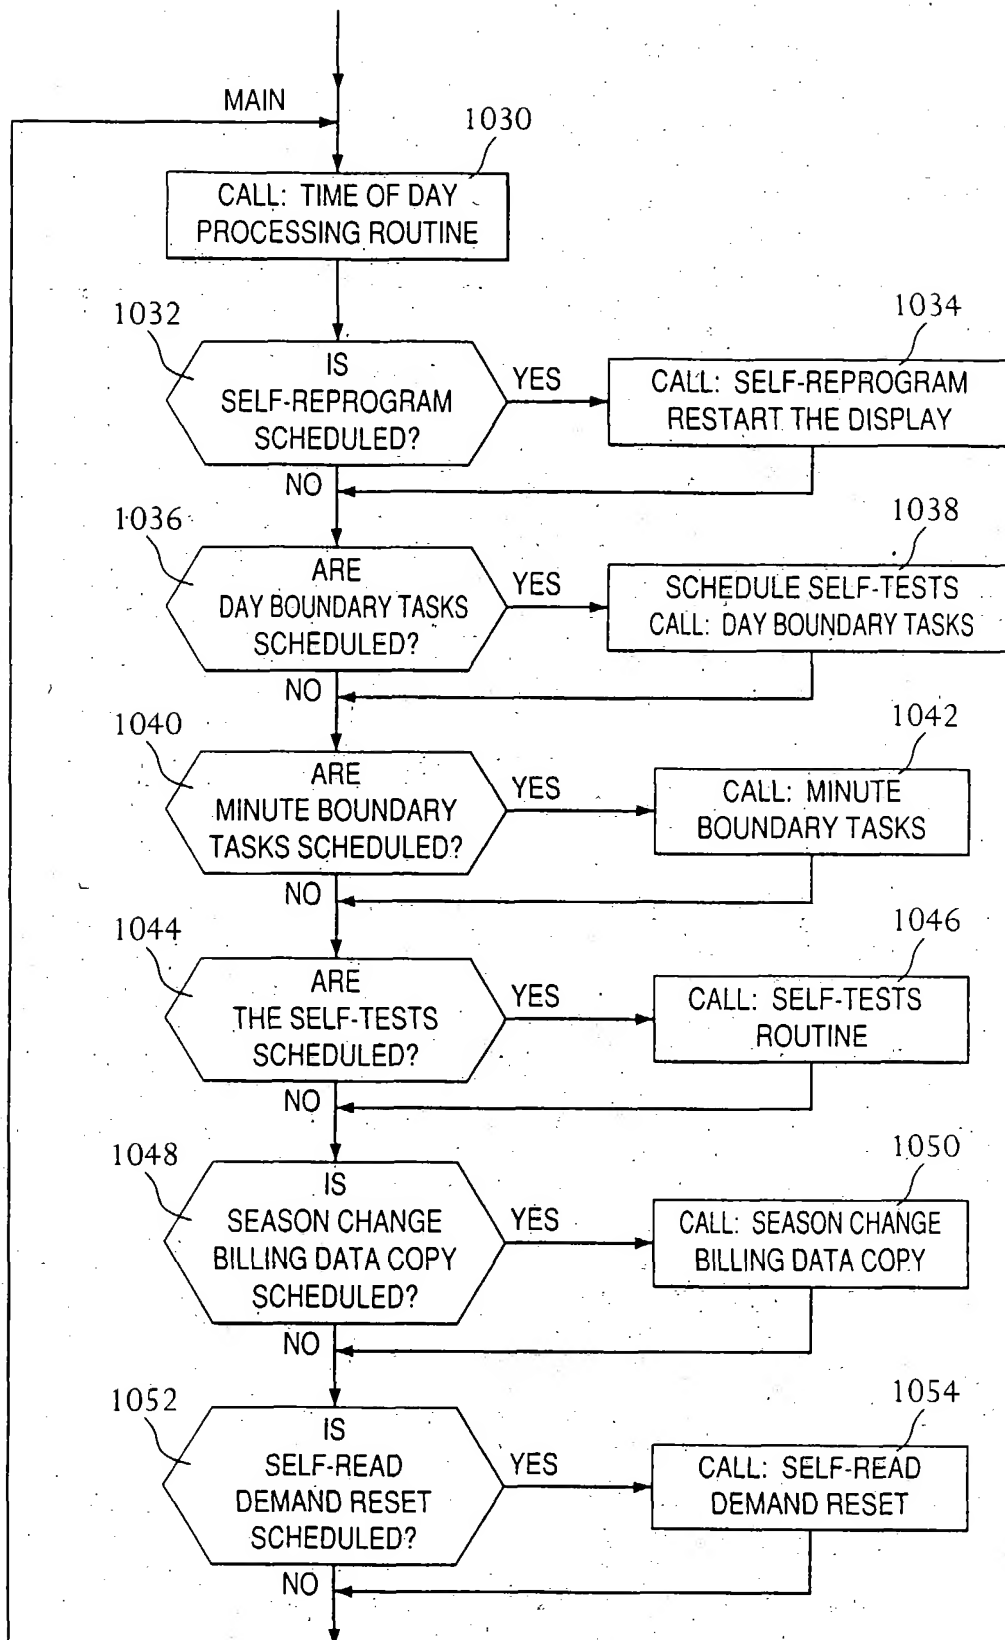 MAIN
1030
CALL: TIME OF DAY
PROCESSING ROUTINE
1032
IS
SELF-REPROGRAM
SCHEDULED?
YES
1034
CALL: SELF-REPROGRAM
RESTART THE DISPLAY
NO
1036
ARE
DAY BOUNDARY TASKS
SCHEDULED?
YES
1038
SCHEDULE SELF-TESTS
CALL: DAY BOUNDARY TASKS
NO
1040
ARE
MINUTE BOUNDARY
TASKS SCHEDULED?
YES
1042
CALL: MINUTE
BOUNDARY TASKS
NO
1044
ARE
THE SELF-TESTS
SCHEDULED?
YES
1046
CALL: SELF-TESTS
ROUTINE
NO
1048
IS
SEASON CHANGE
BILLING DATA COPY
SCHEDULED?
YES
1050
CALL: SEASON CHANGE
BILLING DATA COPY
NO
1052
IS
SELF-READ
DEMAND RESET
SCHEDULED?
YES
1054
CALL: SELF-READ
DEMAND RESET
NO